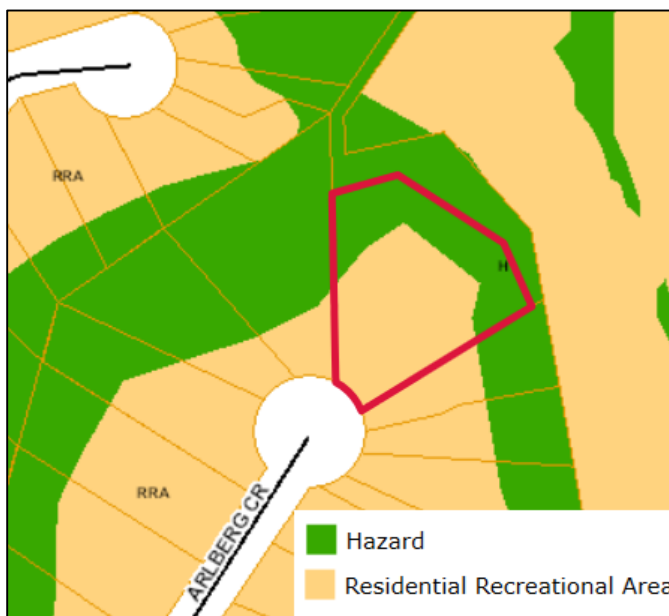 RRA
H
RRA
ARLBERG CR
Hazard
Residential Recreational Area